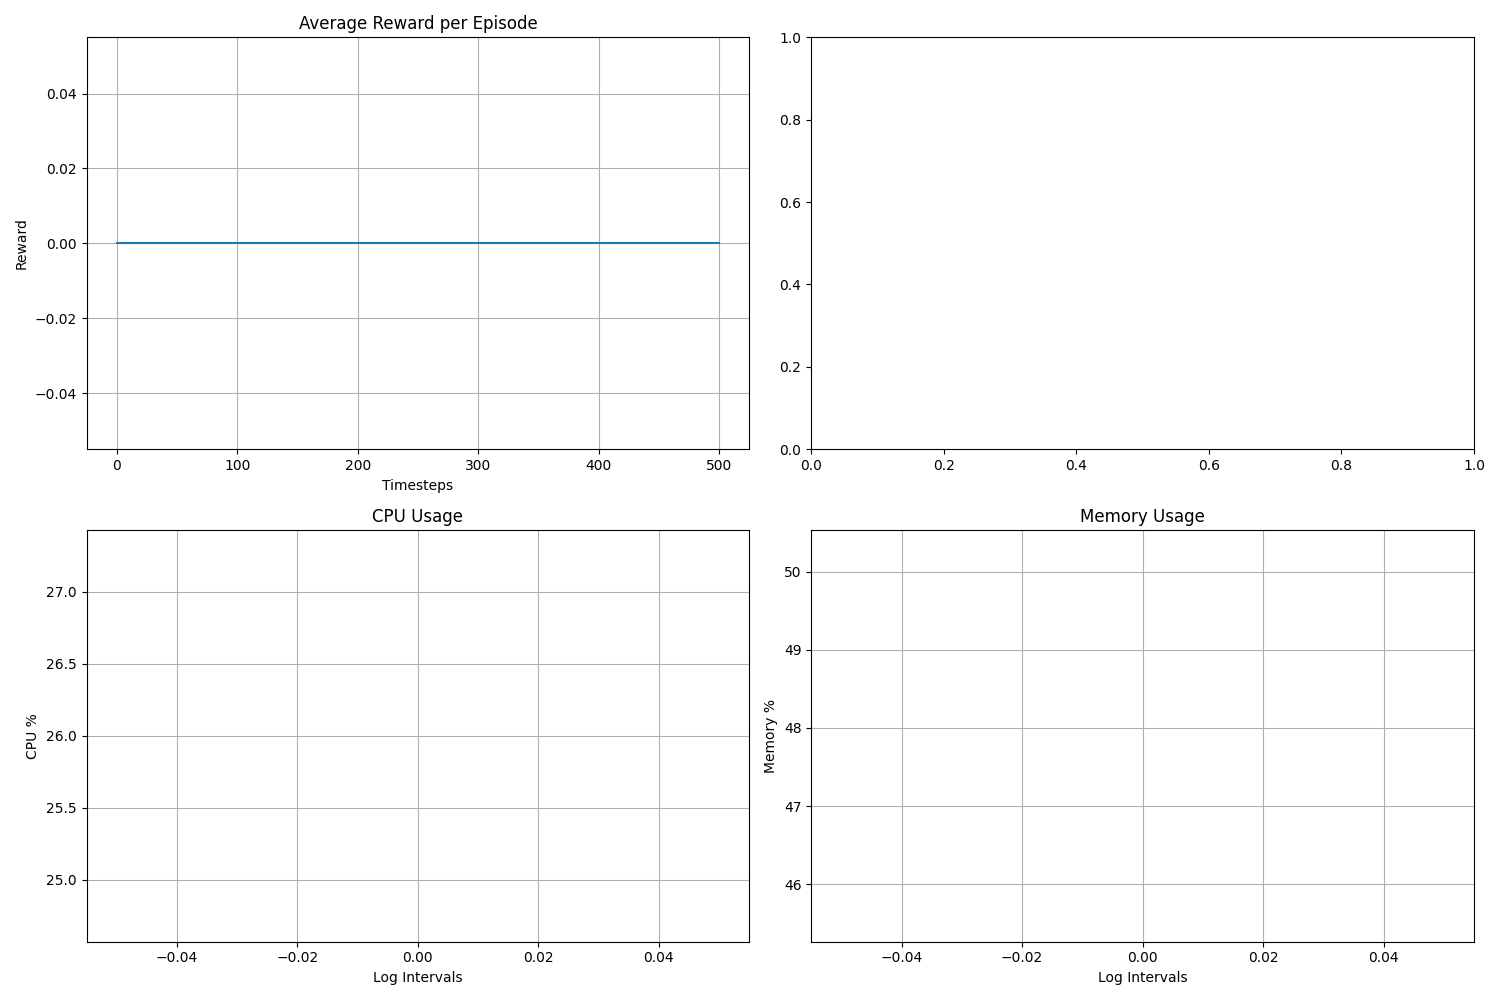 Average Reward per Episode
0.04
0.02
0.00
−0.02
−0.04
Reward
0 100 200 300 400 500
Timesteps
1.0
0.8
0.6
0.4
0.2
0.0
0.0 0.2 0.4 0.6 0.8 1.0
CPU Usage
27.0
26.5
26.0
25.5
25.0
CPU %
−0.04 −0.02 0.00 0.02 0.04
Log Intervals
Memory Usage
50
49
48
47
46
Memory %
−0.04 −0.02 0.00 0.02 0.04
Log Intervals